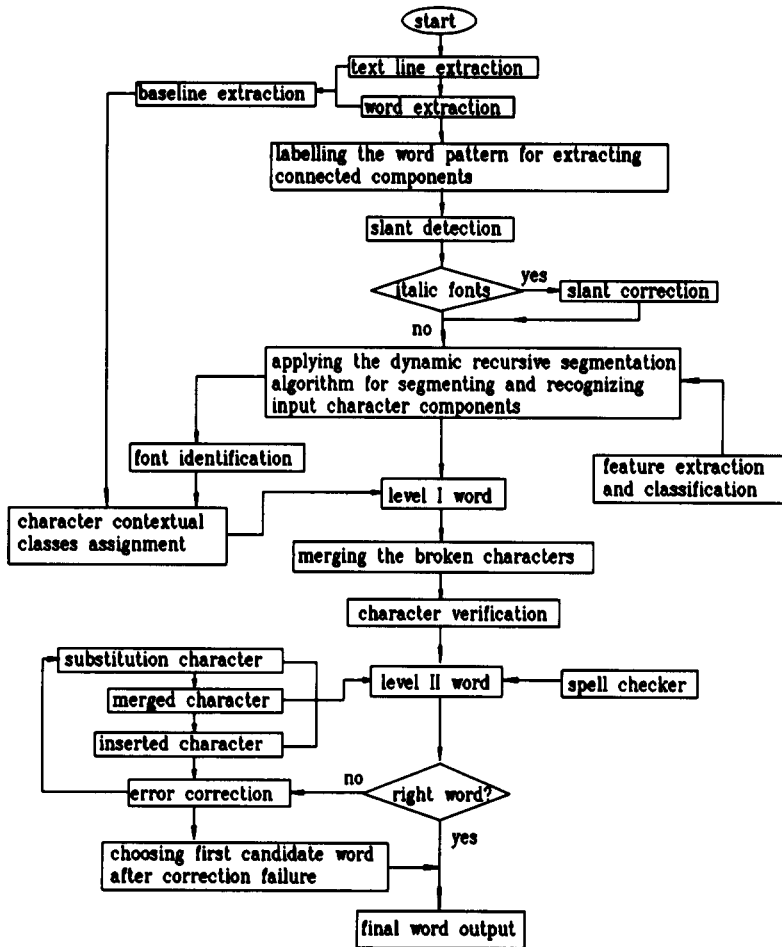 start
text line extraction
baseline extraction
word extraction
labelling the word pattern for extracting
connected components
slant detection
italic fonts
yes
slant correction
no
applying the dynamic recursive segmentation
algorithm for segmenting and recognizing
input character components
font identification
feature extraction
and classification
level I word
character contextual
classes assignment
merging the broken characters
character verification
substitution character
level II word
spell checker
merged character
inserted character
no
error correction
right word?
yes
choosing first candidate word
after correction failure
final word output